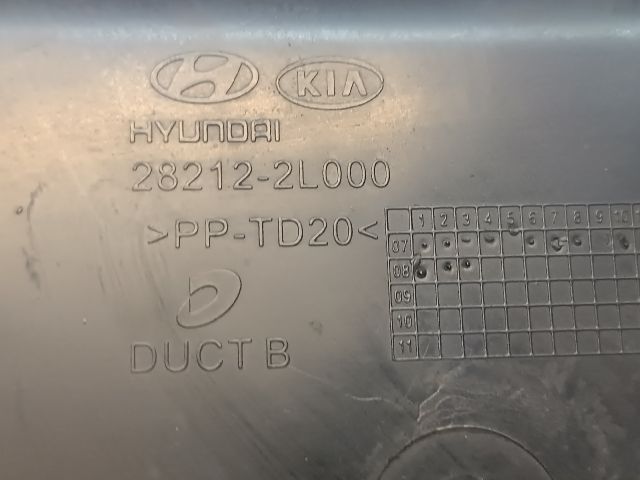 KIA
HYUNDAI
28212-2L000
>PP-TD20<
DUCT B
1 2 3 4 5 6 7 8 9 10
07
08
09
10
11